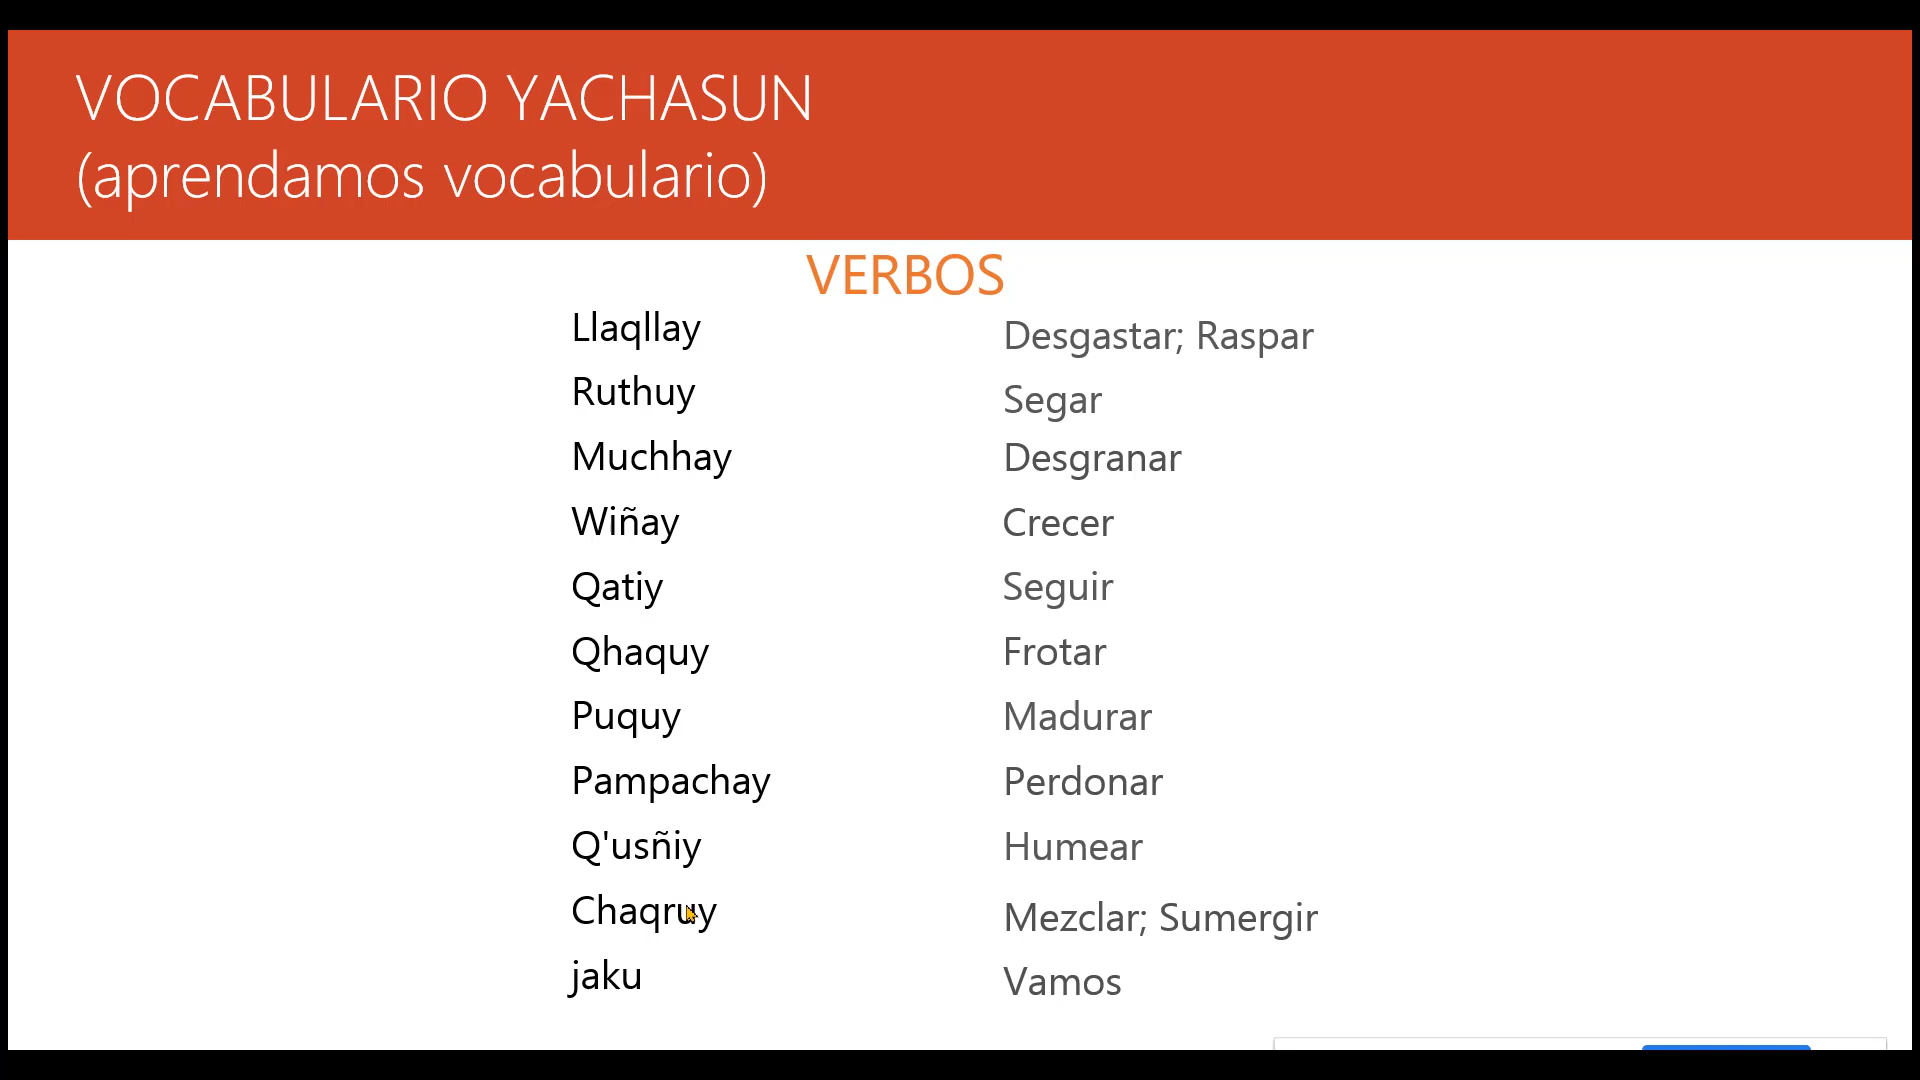 VOCABULARIO YACHASUN
(aprendamos vocabulario)
VERBOS
Llaqllay Desgastar; Raspar
Ruthuy Segar
Muchhay Desgranar
Wiñay Crecer
Qatiy Seguir
Qhaquy Frotar
Puquy Madurar
Pampachay Perdonar
Q'usñiy Humear
Chaqruy Mezclar; Sumergir
jaku Vamos